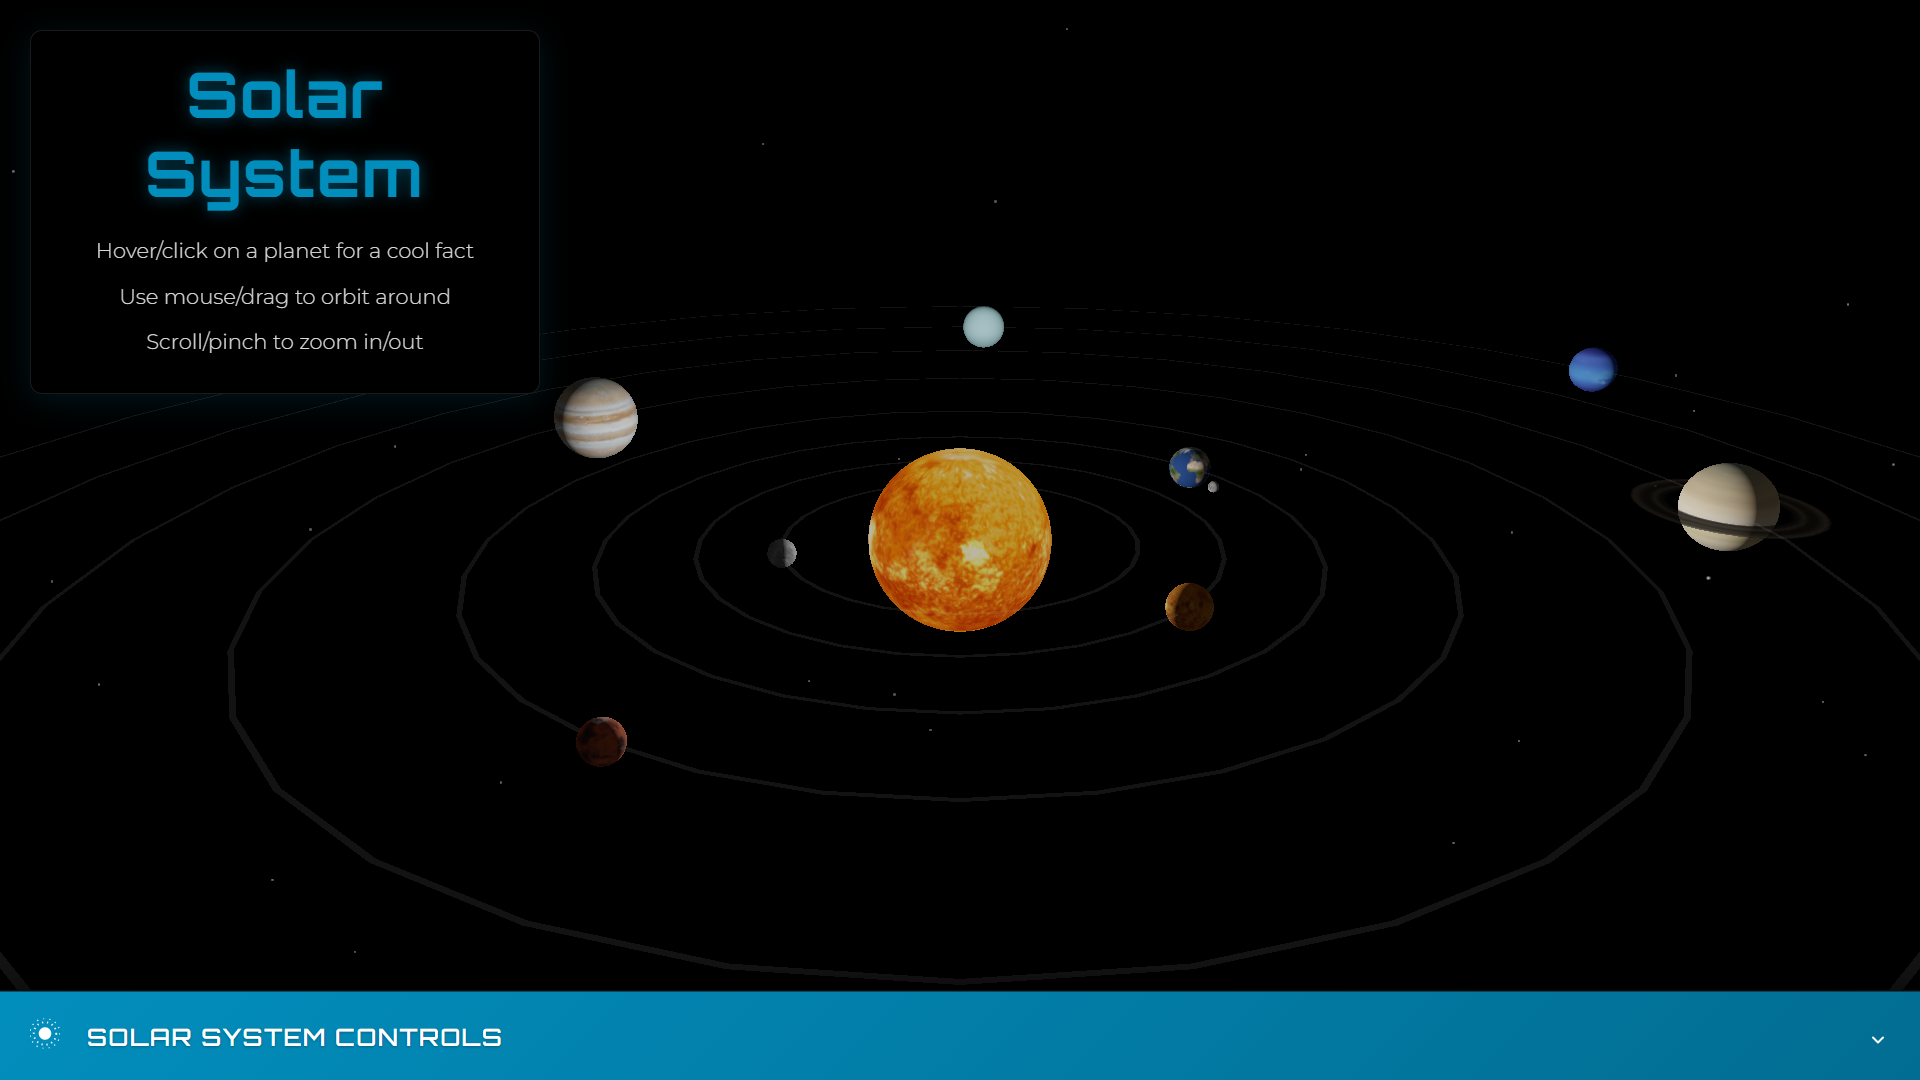 Solar
System
Hover/click on a planet for a cool fact
Use mouse/drag to orbit around
Scroll/pinch to zoom in/out
SOLAR SYSTEM CONTROLS